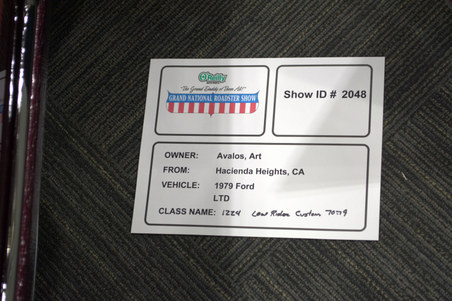 O'Reilly
"The Grand Daddy of Them All"
GRAND NATIONAL ROADSTER SHOW
Show ID # 2048
OWNER: Avalos, Art
FROM: Hacienda Heights, CA
VEHICLE: 1979 Ford
LTD
CLASS NAME: 1224 Low Rider Custom 70-79